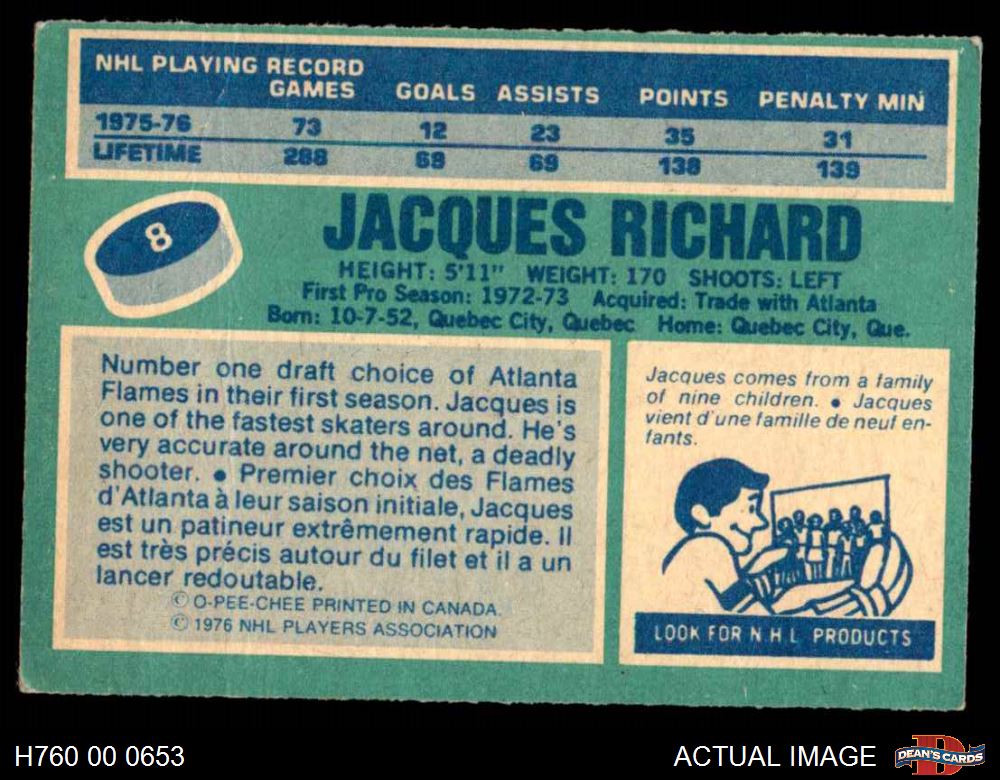 NHL PLAYING RECORD
GAMES GOALS ASSISTS POINTS PENALTY MIN
1975-76 73 12 23 35 31
LIFETIME 288 69 69 138 139
8
JACQUES RICHARD
HEIGHT: 5'11" WEIGHT: 170 SHOOTS: LEFT
First Pro Season: 1972-73 Acquired: Trade with Atlanta
Born: 10-7-52, Quebec City, Quebec Home: Quebec City, Que.
Number one draft choice of Atlanta
Flames in their first season. Jacques is
one of the fastest skaters around. He's
very accurate around the net, a deadly
shooter. • Premier choix des Flames
d'Atlanta à leur saison initiale, Jacques
est un patineur extrêmement rapide. Il
est très précis autour du filet et il a un
lancer redoutable.
© O-PEE-CHEE PRINTED IN CANADA.
© 1976 NHL PLAYERS ASSOCIATION
Jacques comes from a family
of nine children. • Jacques
vient d'une famille de neuf en-
fants.
LOOK FOR N H L PRODUCTS
H760 00 0653
ACTUAL IMAGE
D
DEAN'S CARDS